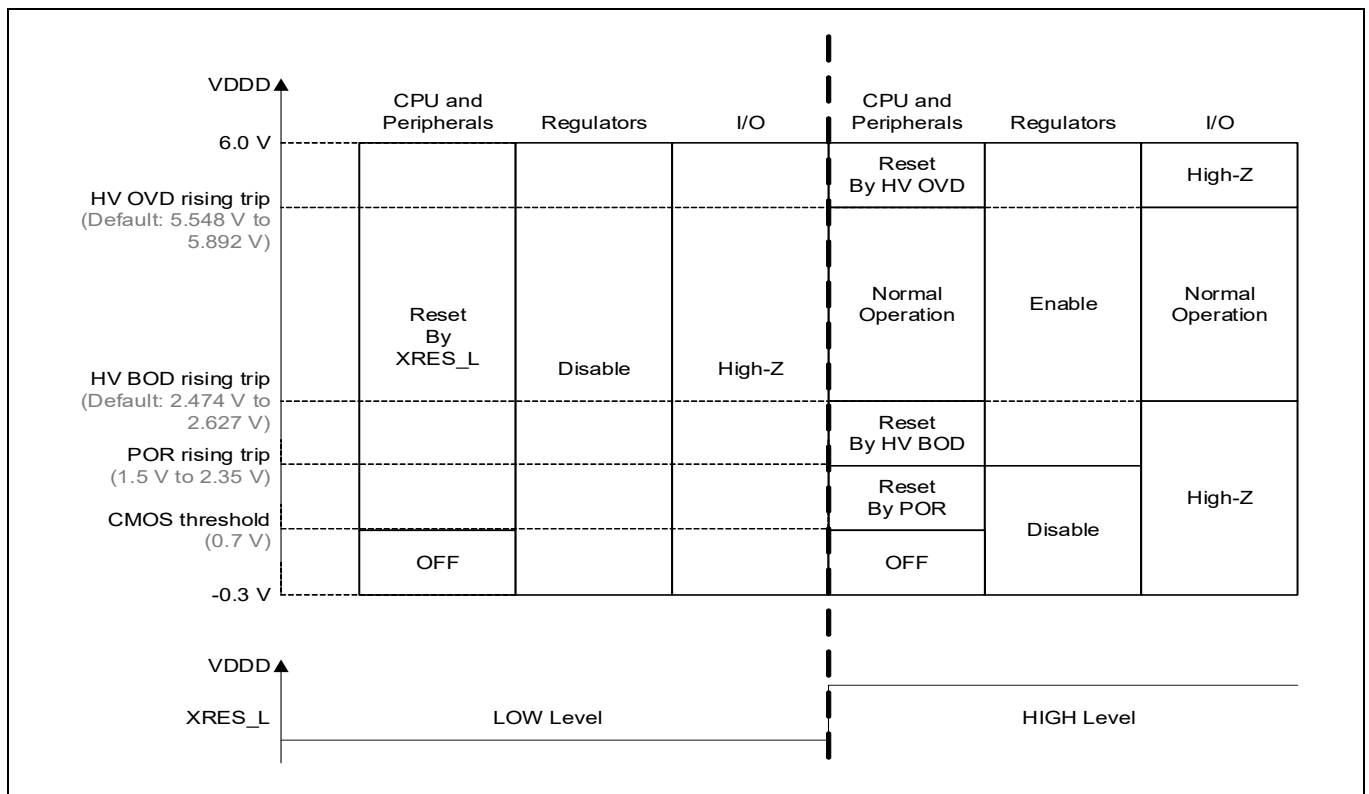 VDDD
CPU and
Peripherals
Regulators
I/O
CPU and
Peripherals
Regulators
I/O
6.0 V
Reset
By HV OVD
High-Z
HV OVD rising trip
(Default: 5.548 V to
5.892 V)
Reset
By
XRES_L
Disable
High-Z
Normal
Operation
Enable
Normal
Operation
HV BOD rising trip
(Default: 2.474 V to
2.627 V)
Reset
By HV BOD
POR rising trip
(1.5 V to 2.35 V)
Reset
By POR
Disable
High-Z
CMOS threshold
(0.7 V)
OFF
OFF
-0.3 V
VDDD
XRES_L
LOW Level
HIGH Level